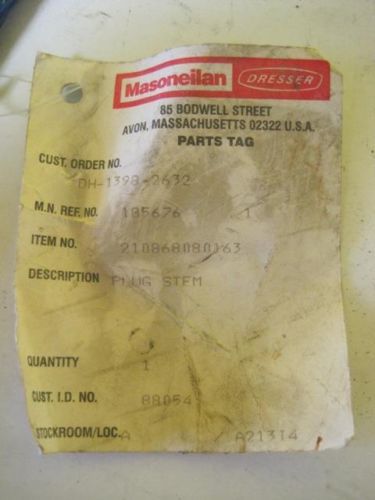 Masoneilan DRESSER
85 BODWELL STREET
AVON, MASSACHUSETTS 02322 U.S.A.
PARTS TAG
CUST. ORDER NO.
DH-1398-2632
M.N. REF. NO. 105676 1
ITEM NO. 210868080163
DESCRIPTION PLUG STEM
QUANTITY 1
CUST. I.D. NO. 88054
STOCKROOM/LOC. A A21314